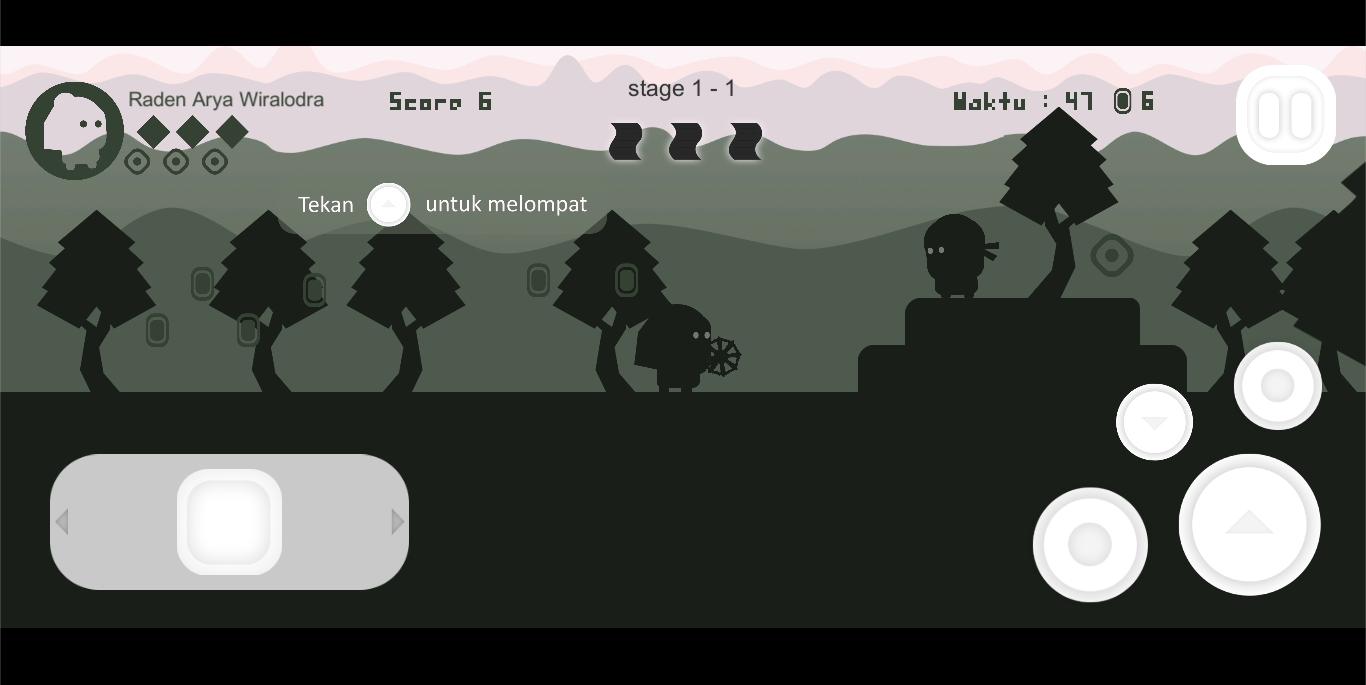 Raden Arya Wiralodra
Score 6
stage 1 - 1
Waktu : 47 6
Tekan untuk melompat